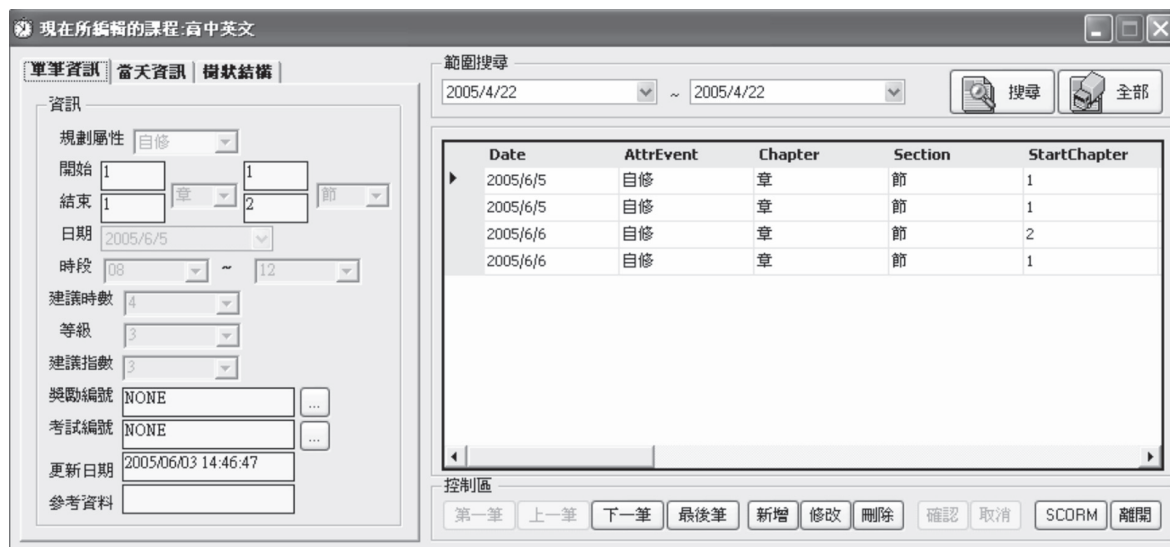 現在所編輯的課程:高中英文
單筆資訊 當天資訊 樹狀結構
資訊
規劃屬性 自修
開始 1 1
結束 1 章 2 節
日期 2005/6/5
時段 08 ~ 12
建議時數 4
等級 3
建議指數 3
獎勵編號 NONE ...
考試編號 NONE ...
更新日期 2005/06/03 14:46:47
參考資料
範圍搜尋
2005/4/22 ~ 2005/4/22 搜尋 全部
Date AttrEvent Chapter Section StartChapter
2005/6/5 自修 章 節 1
2005/6/5 自修 章 節 1
2005/6/6 自修 章 節 2
2005/6/6 自修 章 節 1
控制區
第一筆 上一筆 下一筆 最後筆 新增 修改 刪除 確認 取消 SCORM 離開